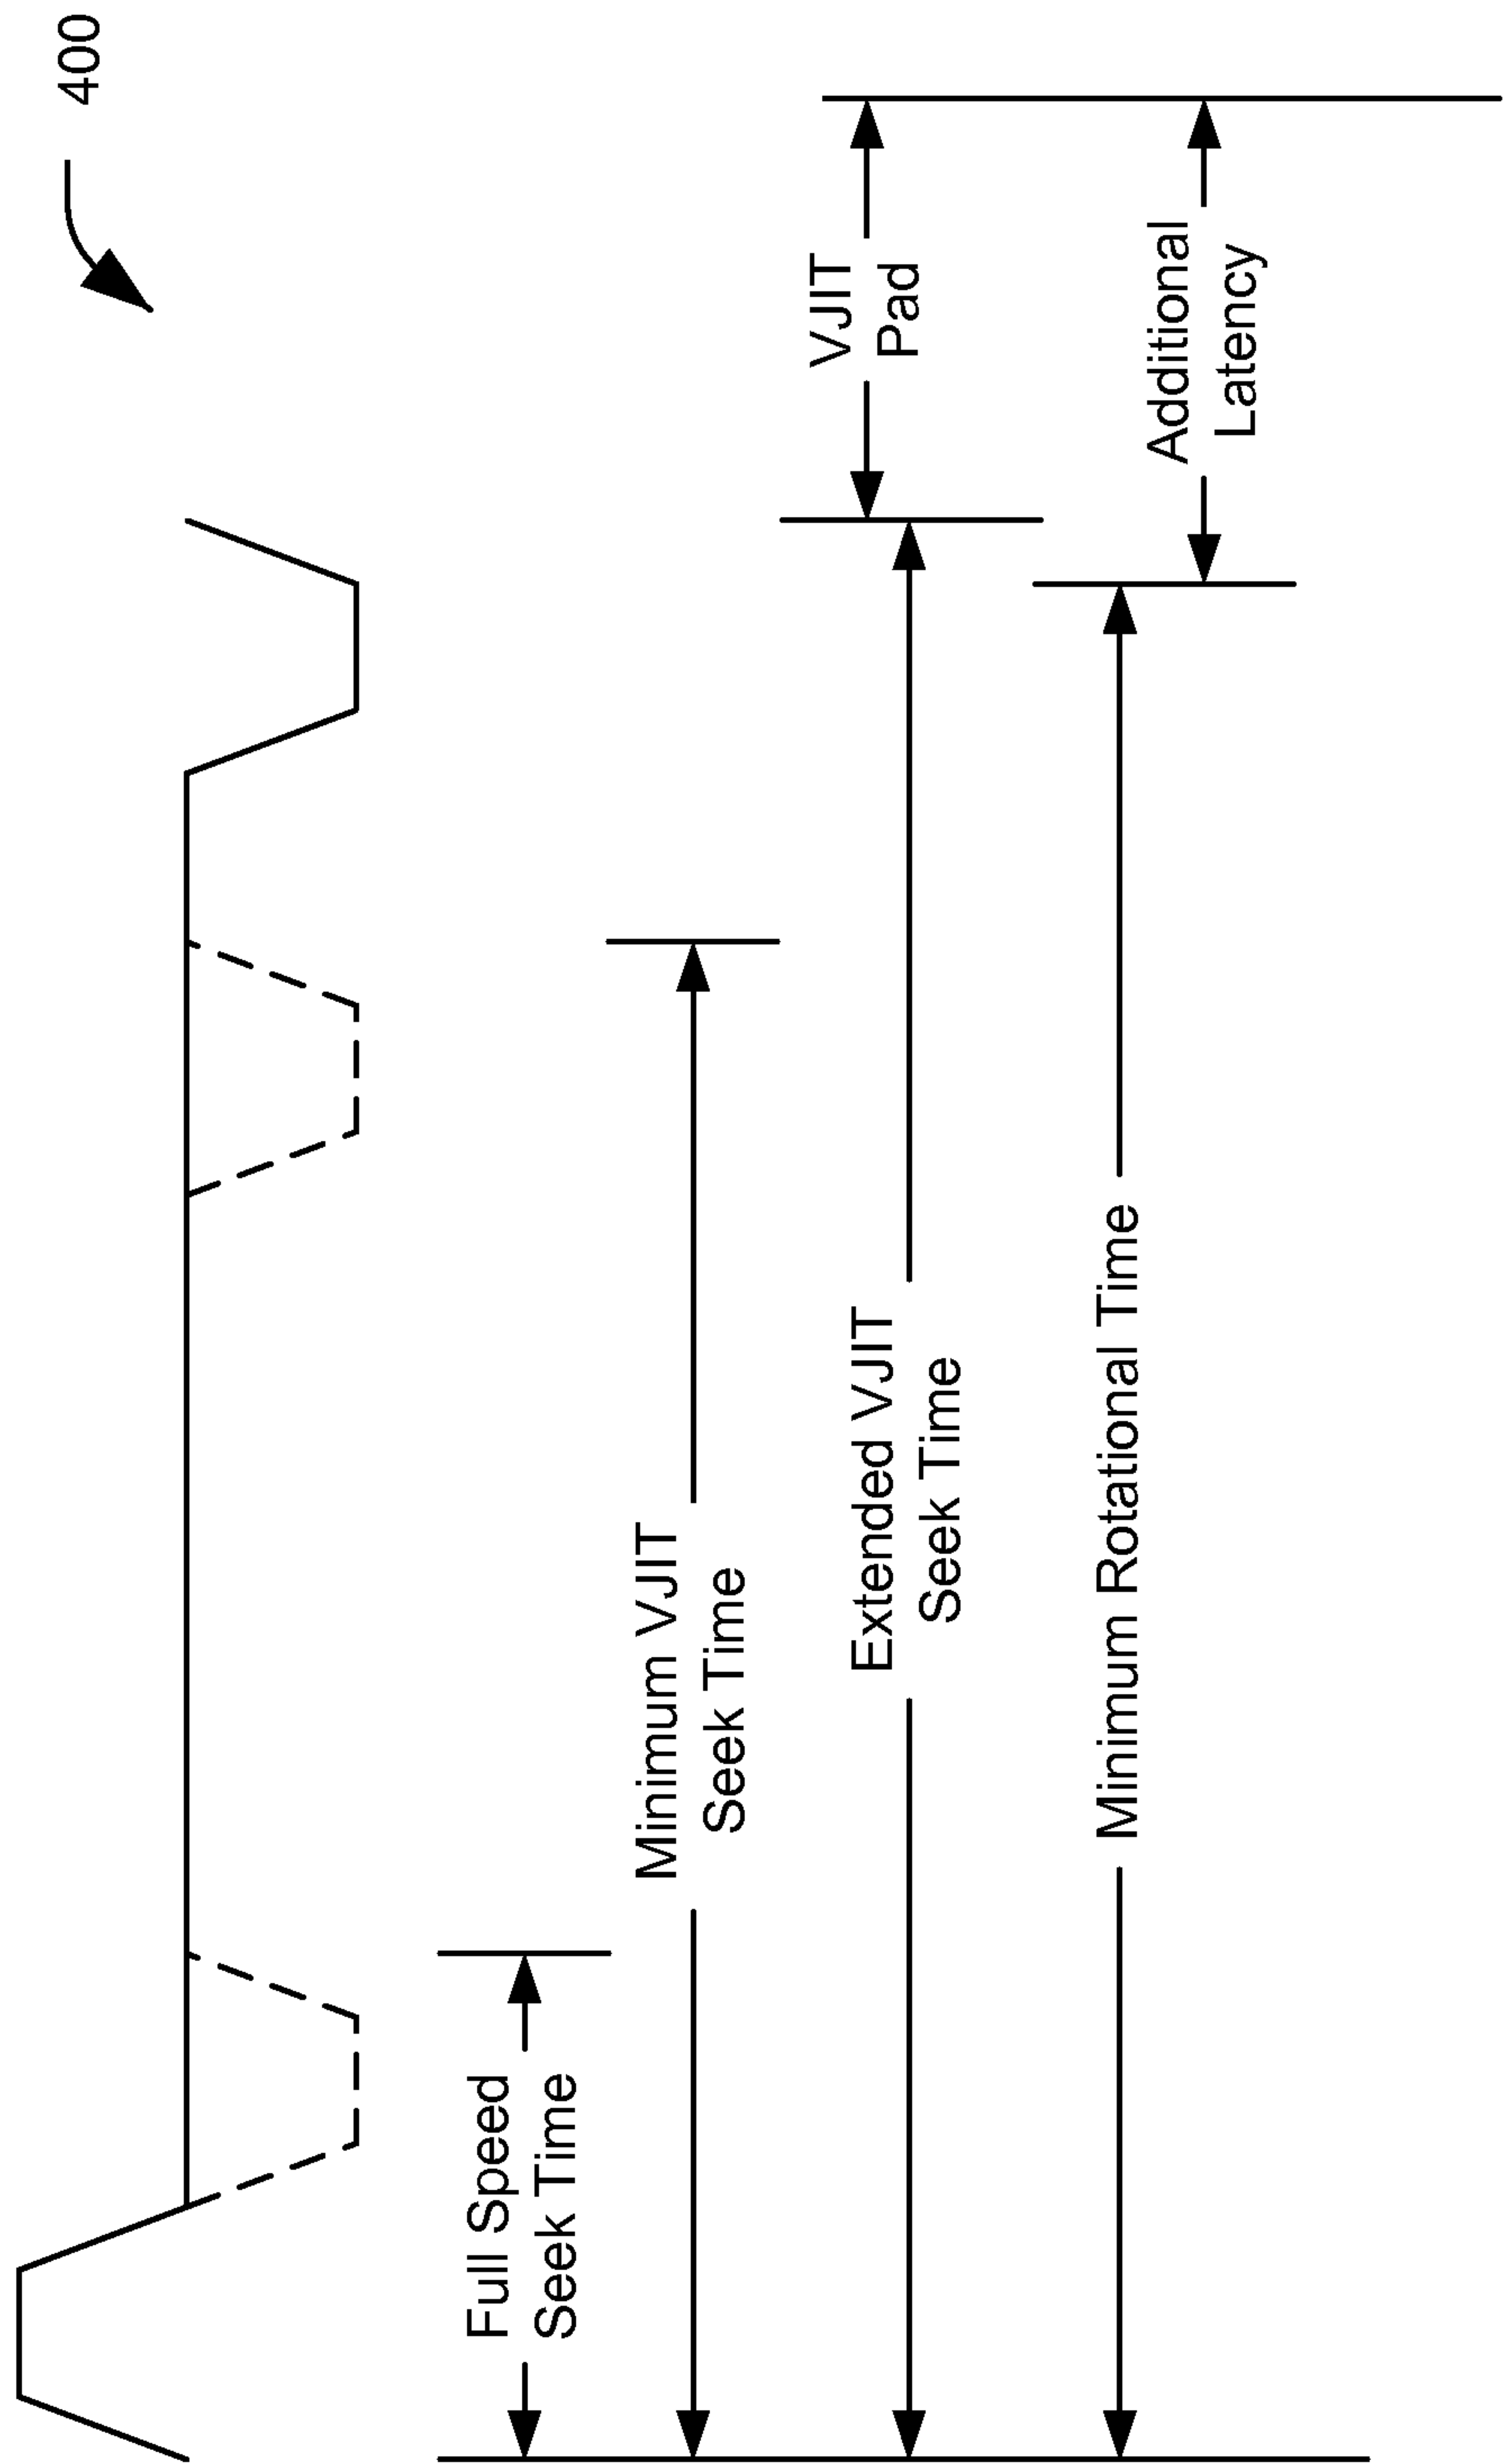 400
Full Speed
Seek Time
Minimum VJIT
Seek Time
Extended VJIT
Seek Time
VJIT
Pad
Minimum Rotational Time
Additional
Latency